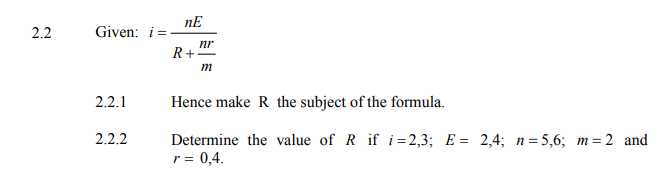 2.2 Given: i = nE / (R + nr/m)
2.2.1 Hence make R the subject of the formula.
2.2.2 Determine the value of R if i = 2,3; E = 2,4; n = 5,6; m = 2 and
r = 0,4.